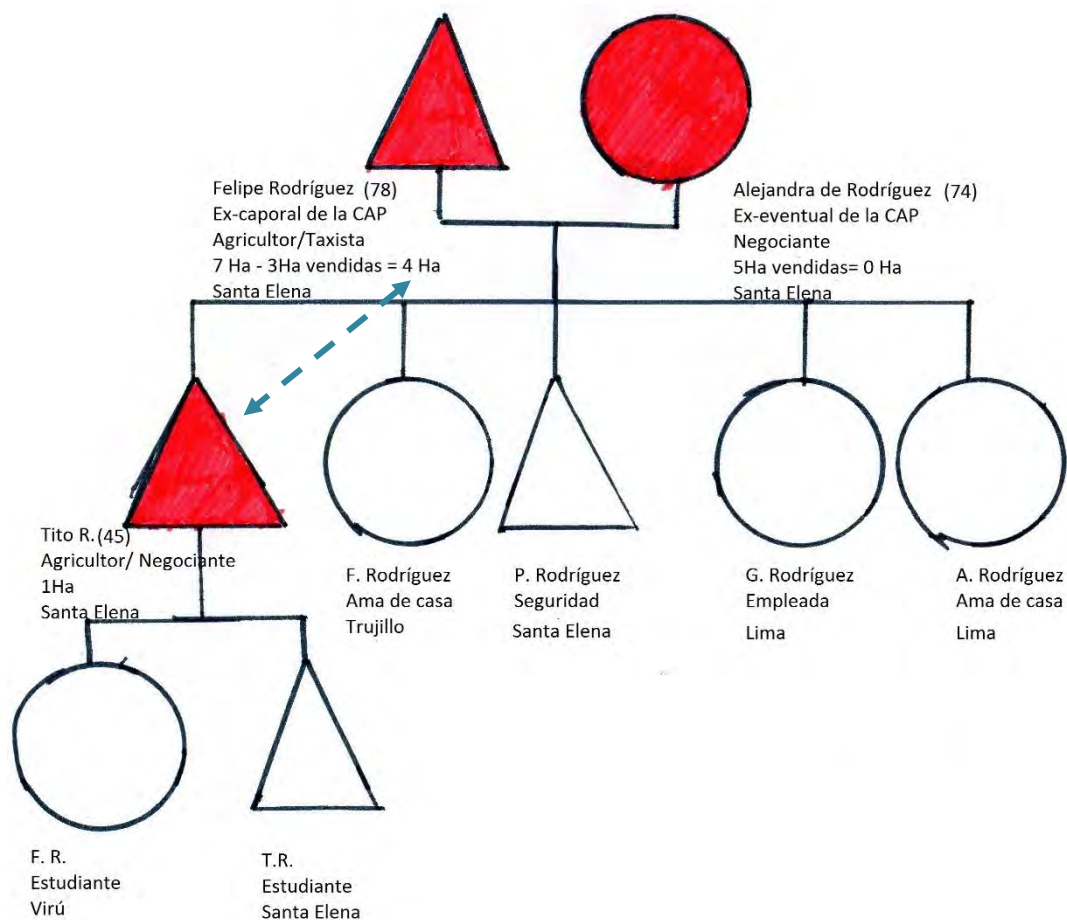 Felipe Rodríguez (78)
Ex-caporal de la CAP
Agricultor/Taxista
7 Ha - 3Ha vendidas = 4 Ha
Santa Elena
Alejandra de Rodríguez (74)
Ex-eventual de la CAP
Negociante
5Ha vendidas= 0 Ha
Santa Elena
Tito R.(45)
Agricultor/ Negociante
1Ha
Santa Elena
F. Rodríguez
Ama de casa
Trujillo
P. Rodríguez
Seguridad
Santa Elena
G. Rodríguez
Empleada
Lima
A. Rodríguez
Ama de casa
Lima
F. R.
Estudiante
Virú
T.R.
Estudiante
Santa Elena